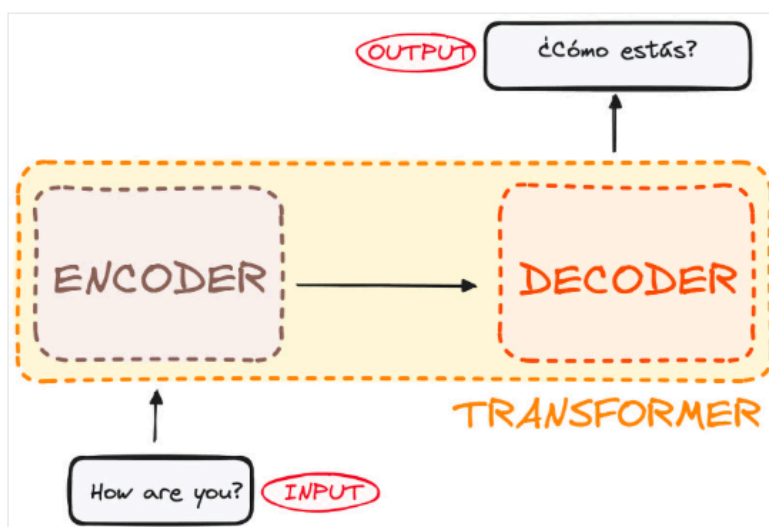 OUTPUT
¿Cómo estás?
ENCODER
DECODER
TRANSFORMER
How are you?
INPUT